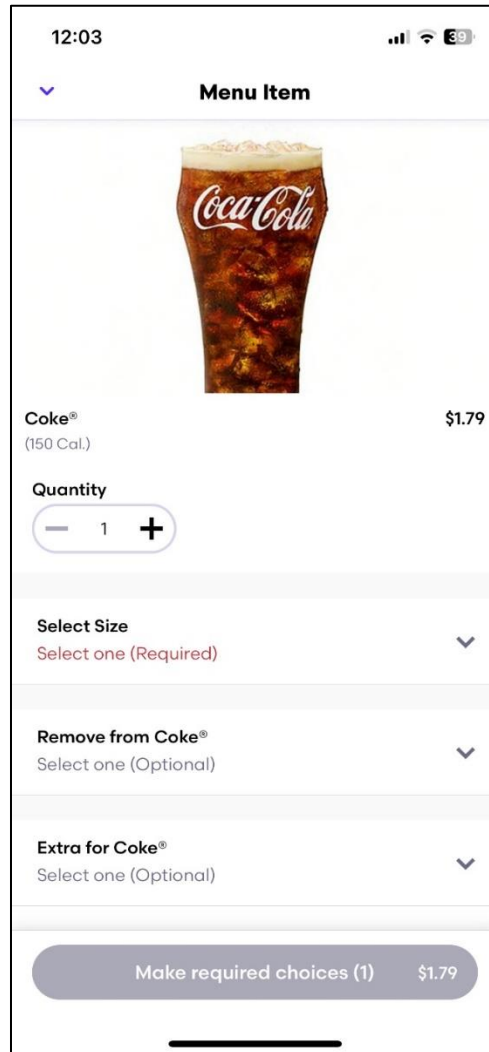 12:03
39
Menu Item
Coca-Cola
Coke® $1.79
(150 Cal.)
Quantity
1
Select Size
Select one (Required)
Remove from Coke®
Select one (Optional)
Extra for Coke®
Select one (Optional)
Make required choices (1) $1.79